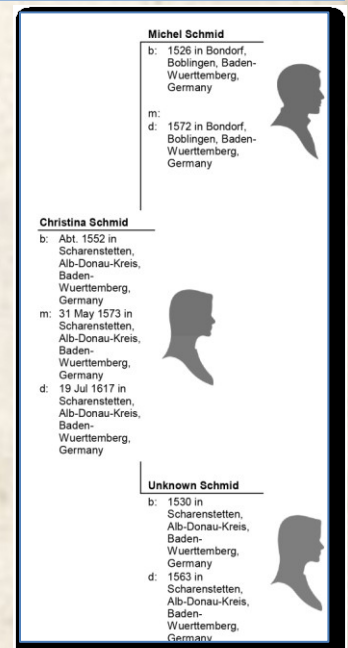 Michel Schmid
b: 1526 in Bondorf,
Boblingen, Baden-
Wuerttemberg,
Germany
m:
d: 1572 in Bondorf,
Boblingen, Baden-
Wuerttemberg,
Germany
Christina Schmid
b: Abt. 1552 in
Scharenstetten,
Alb-Donau-Kreis,
Baden-
Wuerttemberg,
Germany
m: 31 May 1573 in
Scharenstetten,
Alb-Donau-Kreis,
Baden-
Wuerttemberg,
Germany
d: 19 Jul 1617 in
Scharenstetten,
Alb-Donau-Kreis,
Baden-
Wuerttemberg,
Germany
Unknown Schmid
b: 1530 in
Scharenstetten,
Alb-Donau-Kreis,
Baden-
Wuerttemberg,
Germany
d: 1563 in
Scharenstetten,
Alb-Donau-Kreis,
Baden-
Wuerttemberg,
Germany